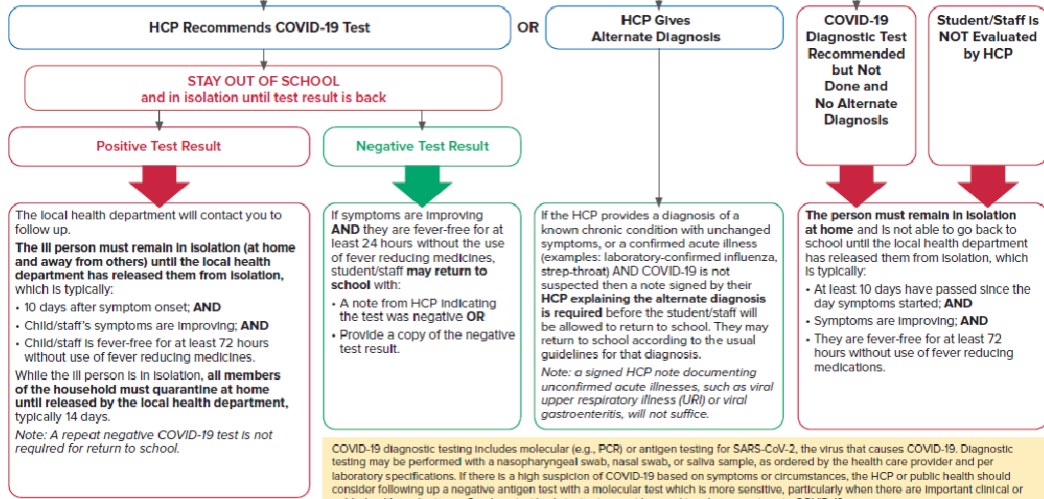 HCP Recommends COVID-19 Test
OR
HCP Gives
Alternate Diagnosis
COVID-19
Diagnostic Test
Recommended
but Not
Done and
No Alternate
Diagnosis
Student/Staff is
NOT Evaluated
by HCP
STAY OUT OF SCHOOL
and in isolation until test result is back
Positive Test Result
Negative Test Result
The local health department will contact you to
follow up.
The ill person must remain in isolation (at home
and away from others) until the local health
department has released them from isolation,
which is typically:
• 10 days after symptom onset; AND
• Child/staff's symptoms are improving; AND
• Child/staff is fever-free for at least 72 hours
without use of fever reducing medicines.
While the ill person is in isolation, all members
of the household must quarantine at home
until released by the local health department,
typically 14 days.
Note: A repeat negative COVID-19 test is not
required for return to school.
If symptoms are improving
AND they are fever-free for at
least 24 hours without the use
of fever reducing medicines,
student/staff may return to
school with:
• A note from HCP indicating
the test was negative OR
• Provide a copy of the negative
test result.
If the HCP provides a diagnosis of a
known chronic condition with unchanged
symptoms, or a confirmed acute illness
(examples: laboratory-confirmed influenza,
strep-throat) AND COVID-19 is not
suspected then a note signed by their
HCP explaining the alternate diagnosis
is required before the student/staff will
be allowed to return to school. They may
return to school according to the usual
guidelines for that diagnosis.
Note: a signed HCP note documenting
unconfirmed acute illnesses, such as viral
upper respiratory illness (URI) or viral
gastroenteritis, will not suffice.
The person must remain in isolation
at home and is not able to go back to
school until the local health department
has released them from isolation, which
is typically:
• At least 10 days have passed since the
day symptoms started; AND
• Symptoms are improving; AND
• They are fever-free for at least 72
hours without use of fever reducing
medications.
COVID-19 diagnostic testing includes molecular (e.g., PCR) or antigen testing for SARS-CoV-2, the virus that causes COVID-19. Diagnostic
testing may be performed with a nasopharyngeal swab, nasal swab, or saliva sample, as ordered by the health care provider and per
laboratory specifications. If there is a high suspicion of COVID-19 based on symptoms or circumstances, the HCP or public health should
consider following up a negative antigen test with a molecular test which is more sensitive, particularly when there are important clinical or